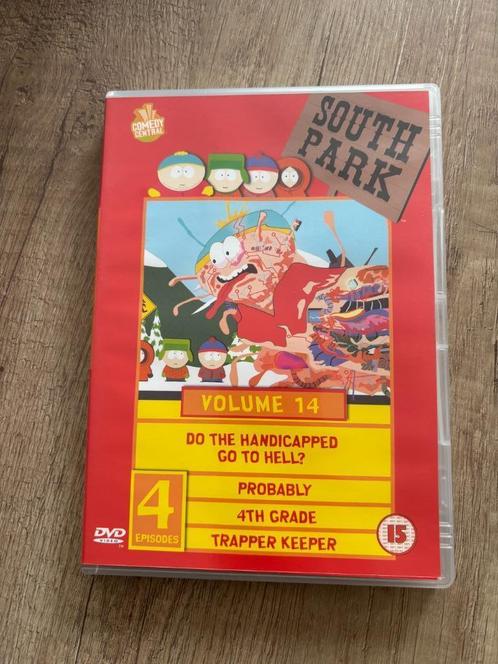 COMEDY
CENTRAL
SOUTH
PARK
VOLUME 14
DO THE HANDICAPPED
GO TO HELL?
PROBABLY
4TH GRADE
TRAPPER KEEPER
4
EPISODES
DVD
VIDEO
15